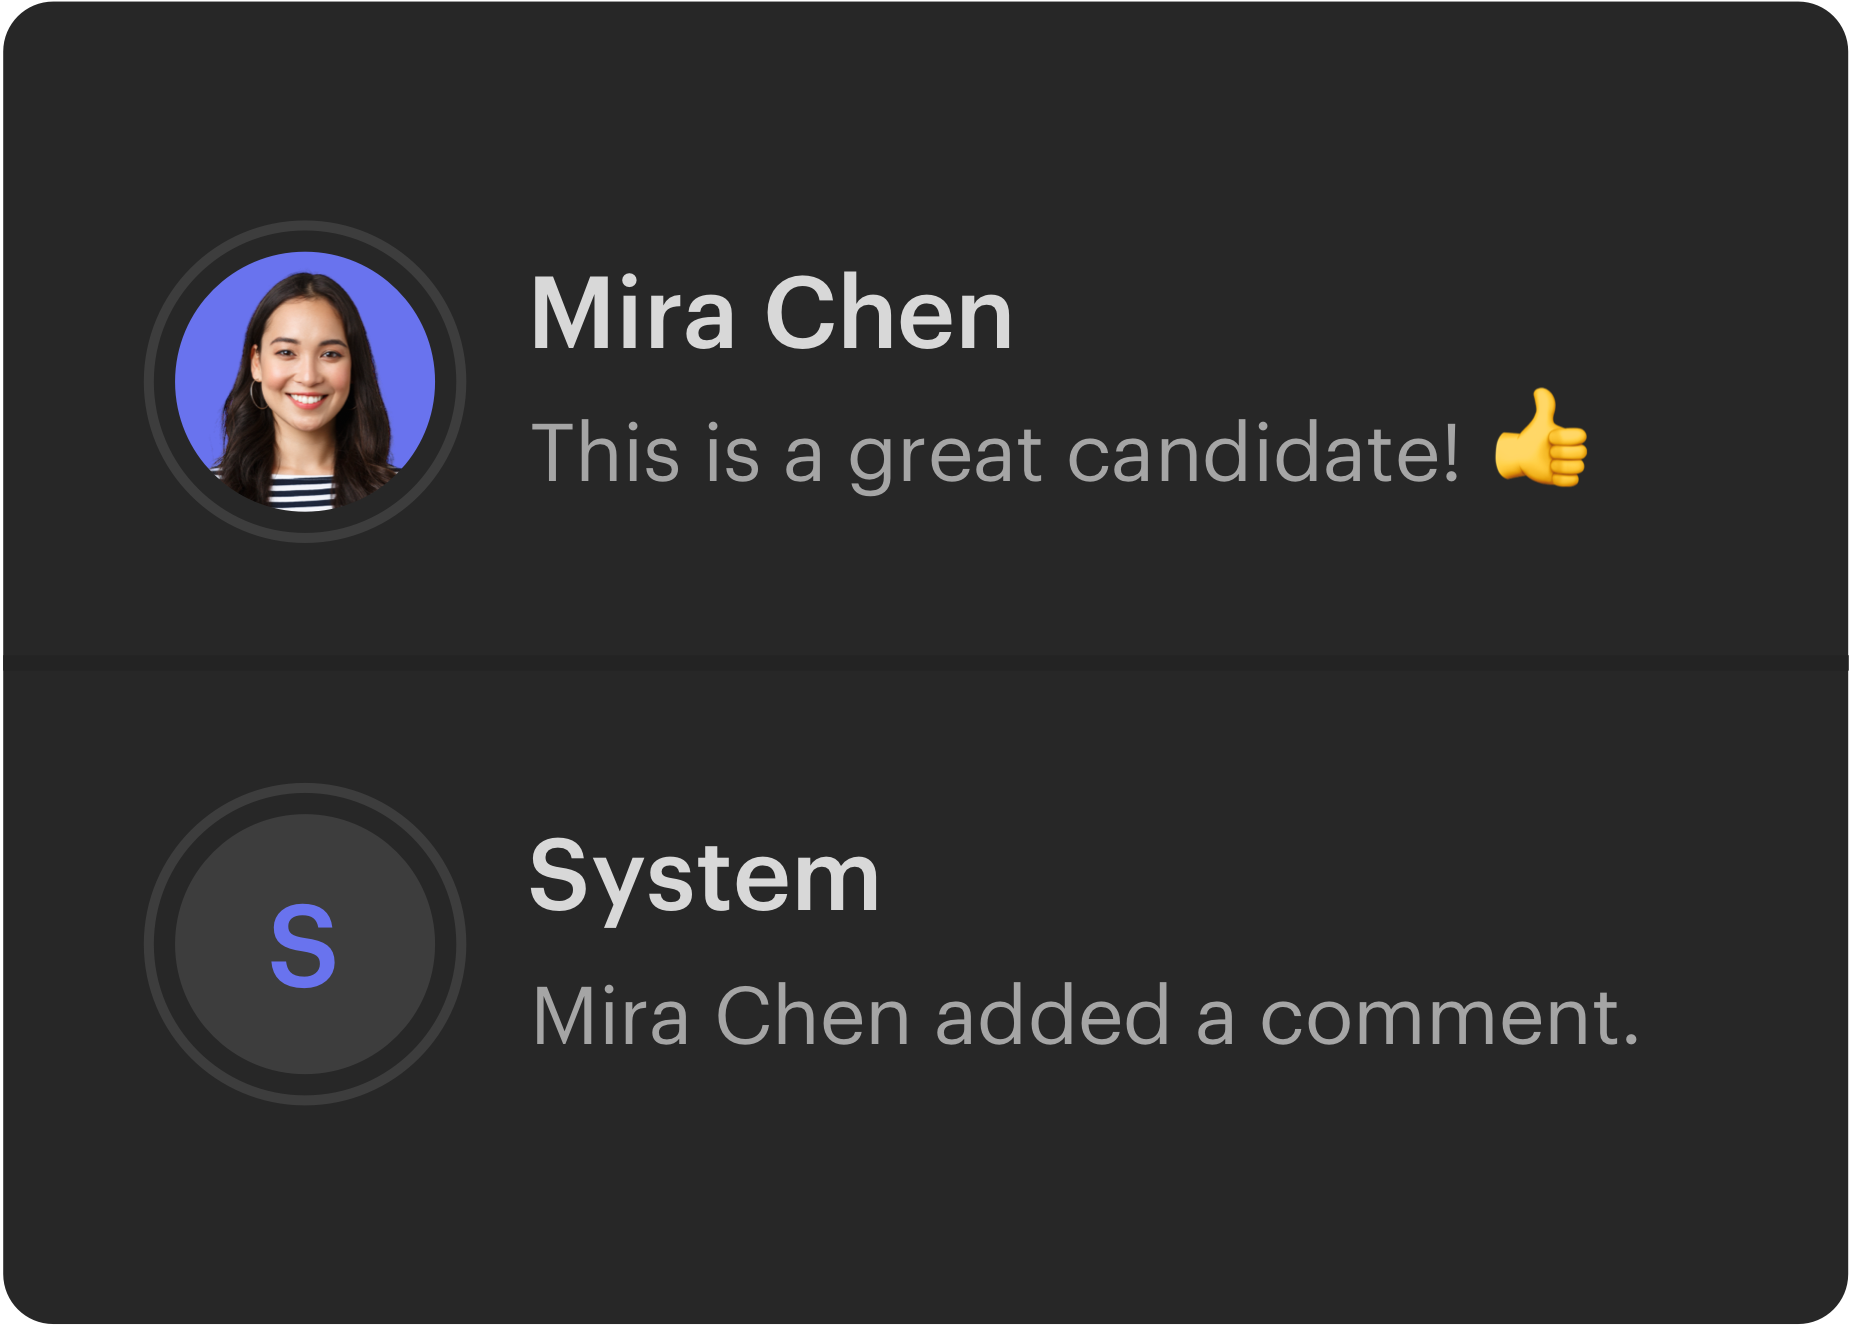 Mira Chen
This is a great candidate! 👍
S
System
Mira Chen added a comment.